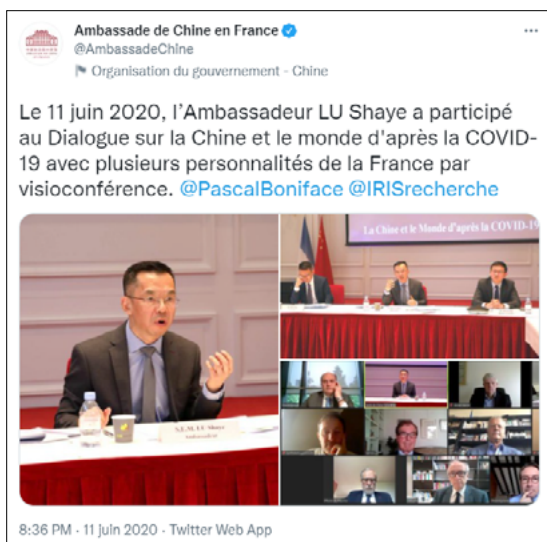 Ambassade de Chine en France
@AmbassadeChine
Organisation du gouvernement - Chine
Le 11 juin 2020, l'Ambassadeur LU Shaye a participé
au Dialogue sur la Chine et le monde d'après la COVID-
19 avec plusieurs personnalités de la France par
visioconférence. @PascalBoniface @IRISrecherche
La Chine et le Monde d'après la COVID-19
S.E.M. LU Shaye
Ambassadeur
8:36 PM · 11 juin 2020 · Twitter Web App